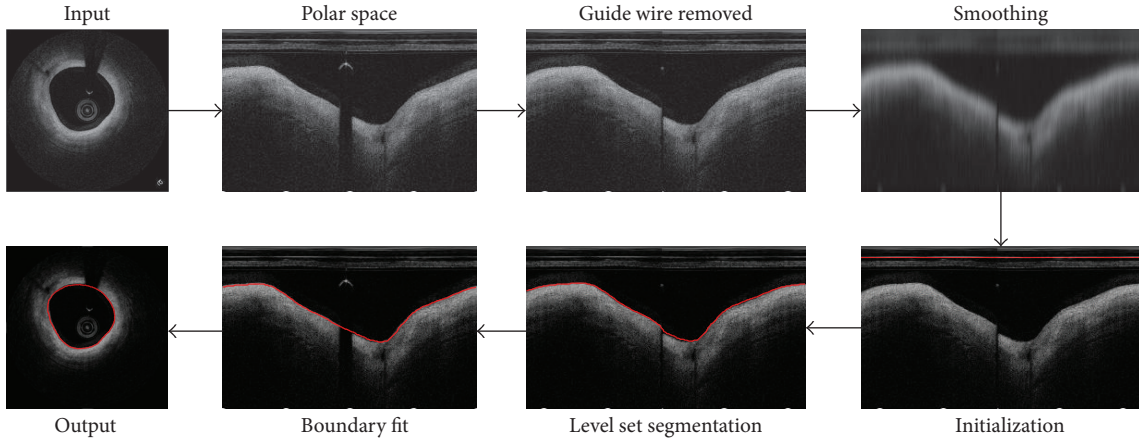 Input
Polar space
Guide wire removed
Smoothing
Output
Boundary fit
Level set segmentation
Initialization